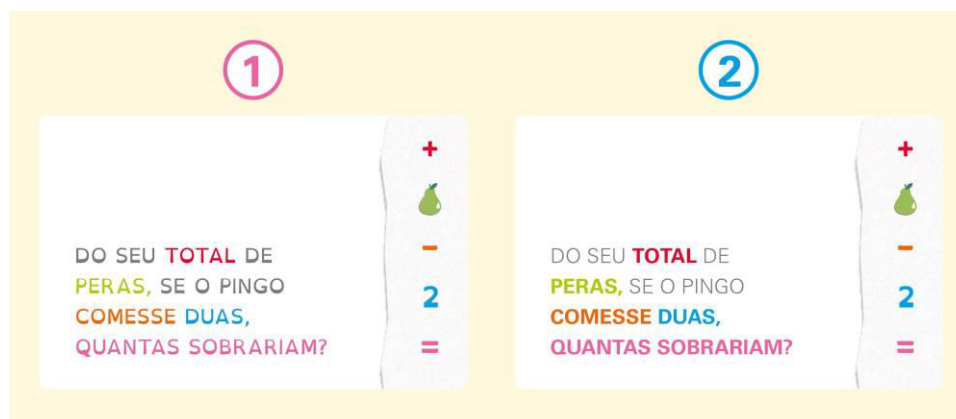 1
DO SEU TOTAL DE
PERAS, SE O PINGO
COMESSE DUAS,
QUANTAS SOBRARIAM?
+
-
2
=
2
DO SEU TOTAL DE
PERAS, SE O PINGO
COMESSE DUAS,
QUANTAS SOBRARIAM?
+
-
2
=